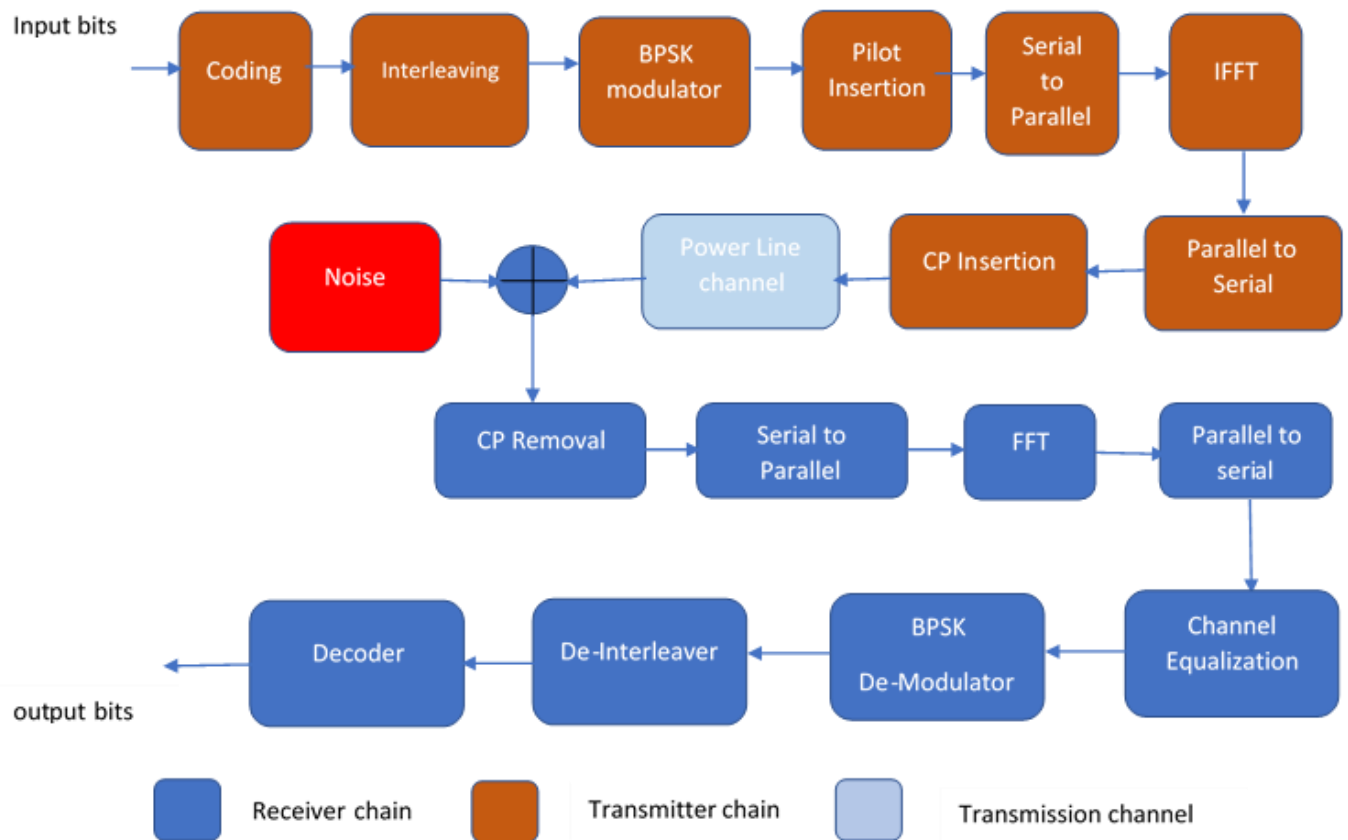 Input bits
Coding
Interleaving
BPSK
modulator
Pilot
Insertion
Serial
to
Parallel
IFFT
Noise
Power Line
channel
CP Insertion
Parallel to
Serial
CP Removal
Serial to
Parallel
FFT
Parallel to
serial
Decoder
De-Interleaver
BPSK
De-Modulator
Channel
Equalization
output bits
Receiver chain
Transmitter chain
Transmission channel